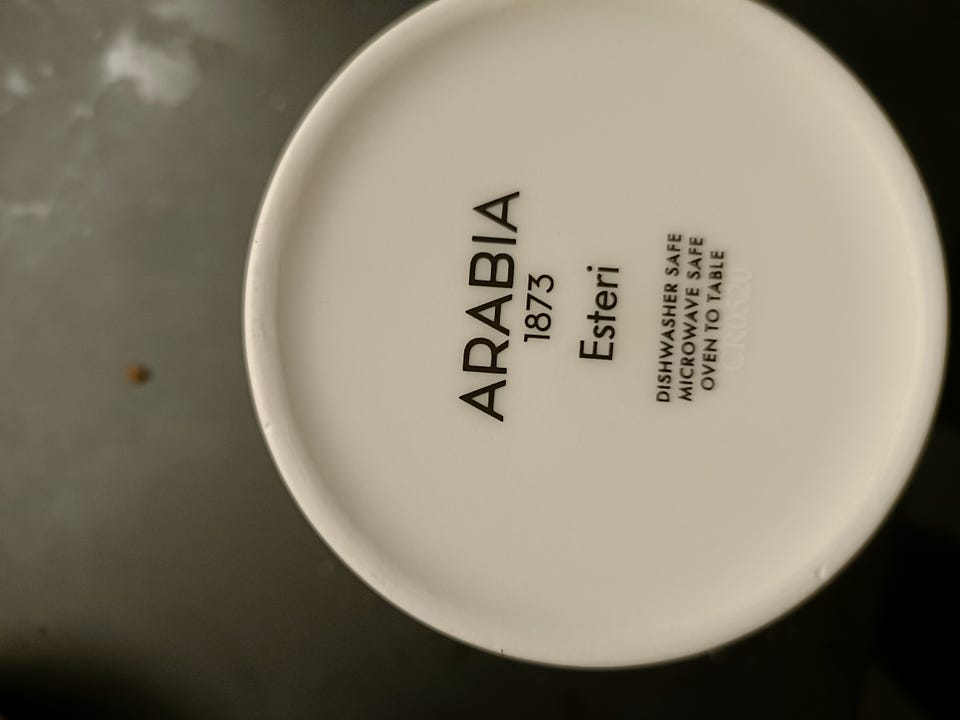 ARABIA
1873
Esteri
DISHWASHER SAFE
MICROWAVE SAFE
OVEN TO TABLE